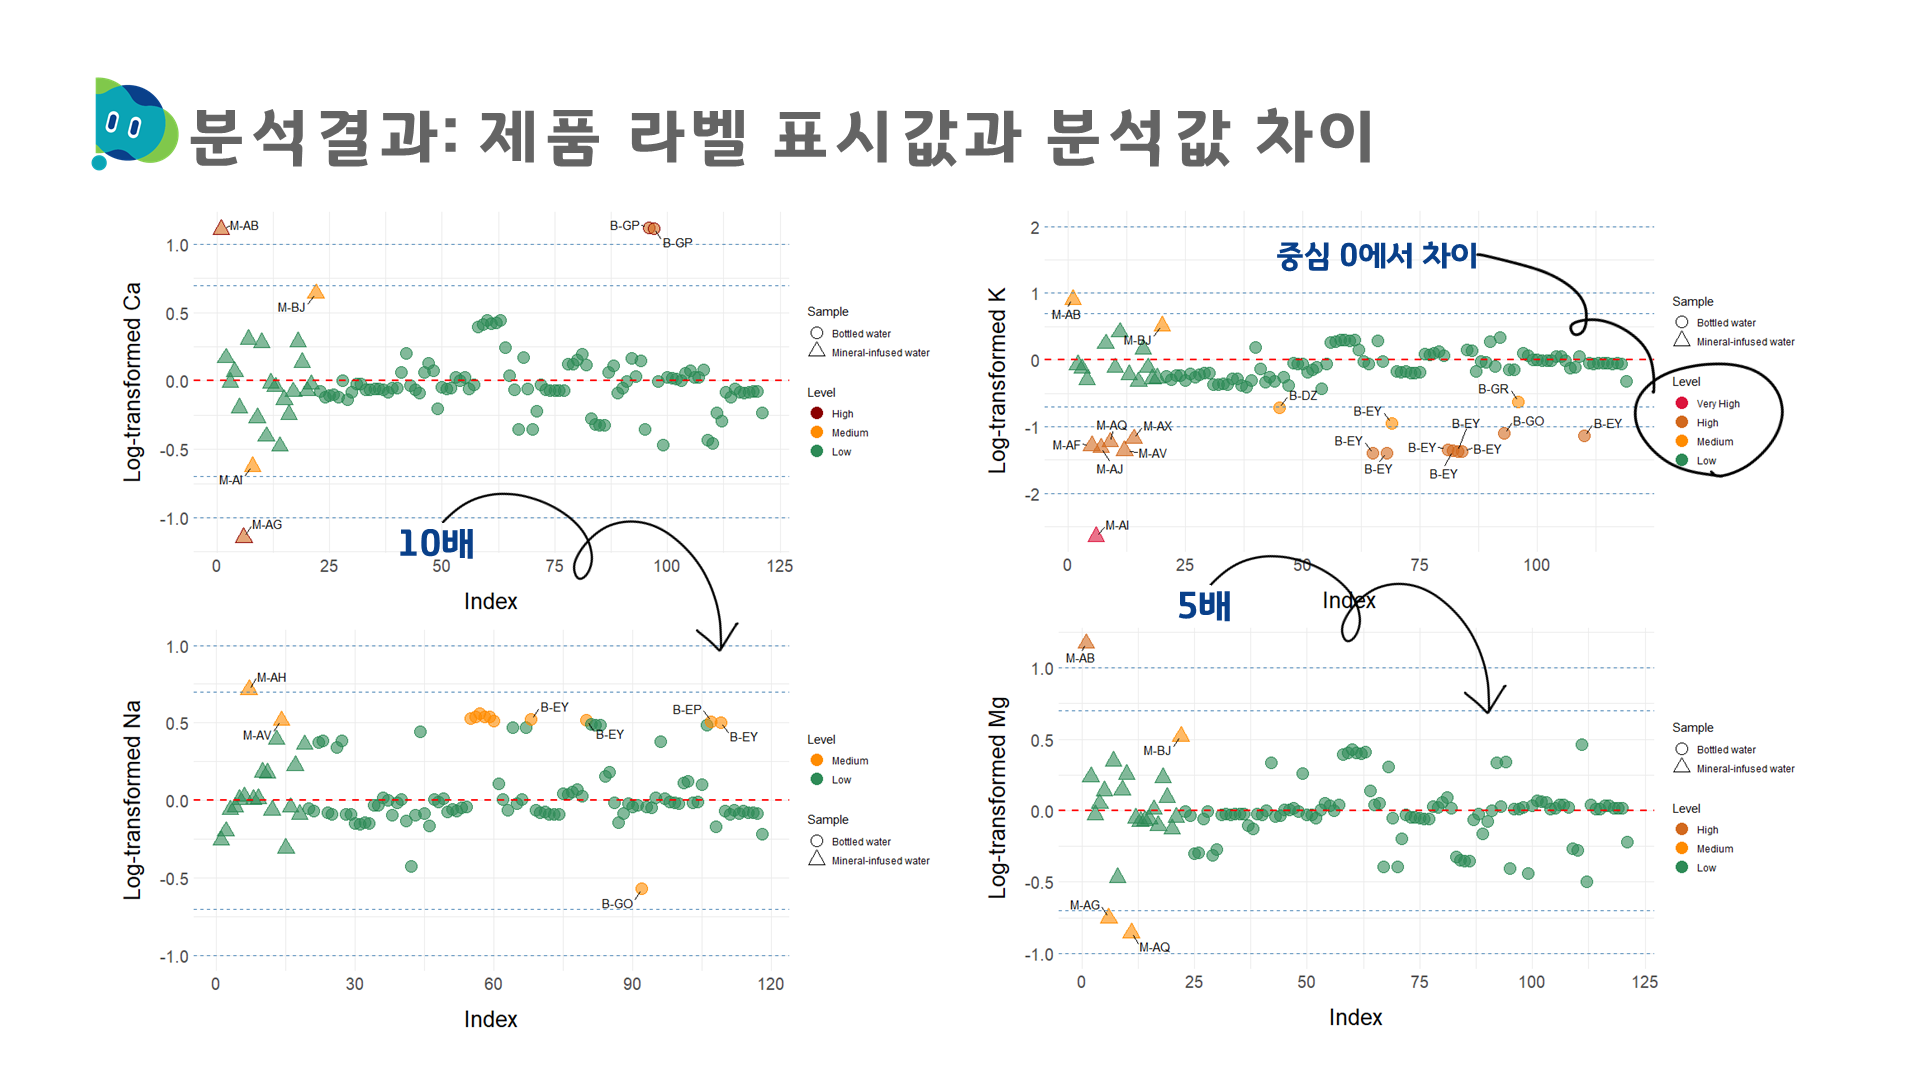 분석결과: 제품 라벨 표시값과 분석값 차이
Log-transformed Ca
1.0
0.5
0.0
-0.5
-1.0
M-AB
B-GP
B-GP
M-BJ
M-AI
M-AG
0 25 50 75 100 125
Index
Sample
Bottled water
Mineral-infused water
Level
High
Medium
Low
10배
Log-transformed K
2
1
0
-1
-2
중심 0에서 차이
M-AB
M-BJ
B-DZ
B-GR
B-EY
B-GO
B-EY
B-EY
M-AQ
M-AX
M-AF
M-AV
M-AJ
B-EY
B-EY
B-EY
B-EY
B-EY
M-AI
0 25 50 75 100
Index
Sample
Bottled water
Mineral-infused water
Level
Very High
High
Medium
Low
5배
Log-transformed Na
1.0
0.5
0.0
-0.5
-1.0
M-AH
M-AV
B-EY
B-EY
B-EP
B-EY
B-GO
0 30 60 90 120
Index
Level
Medium
Low
Sample
Bottled water
Mineral-infused water
Log-transformed Mg
1.0
0.5
0.0
-0.5
-1.0
M-AB
M-BJ
M-AG
M-AQ
0 25 50 75 100 125
Index
Sample
Bottled water
Mineral-infused water
Level
High
Medium
Low